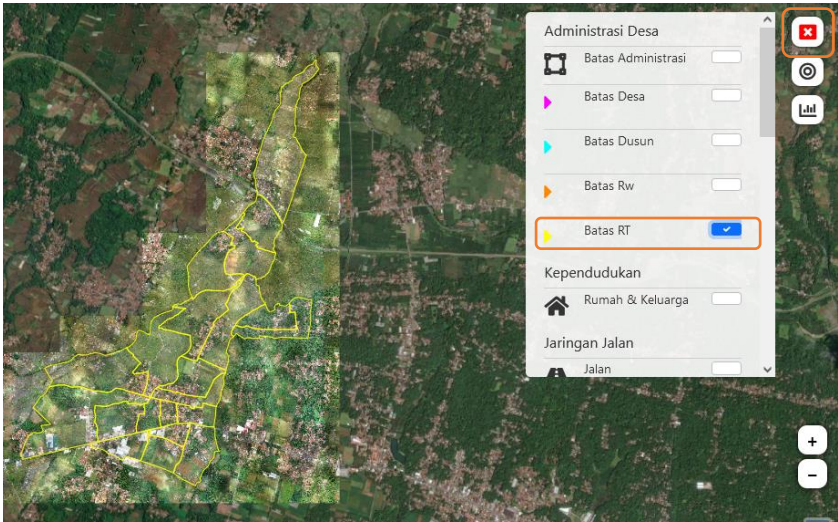 Administrasi Desa
Batas Administrasi
Batas Desa
Batas Dusun
Batas Rw
Batas RT
Kependudukan
Rumah & Keluarga
Jaringan Jalan
Jalan
+
-